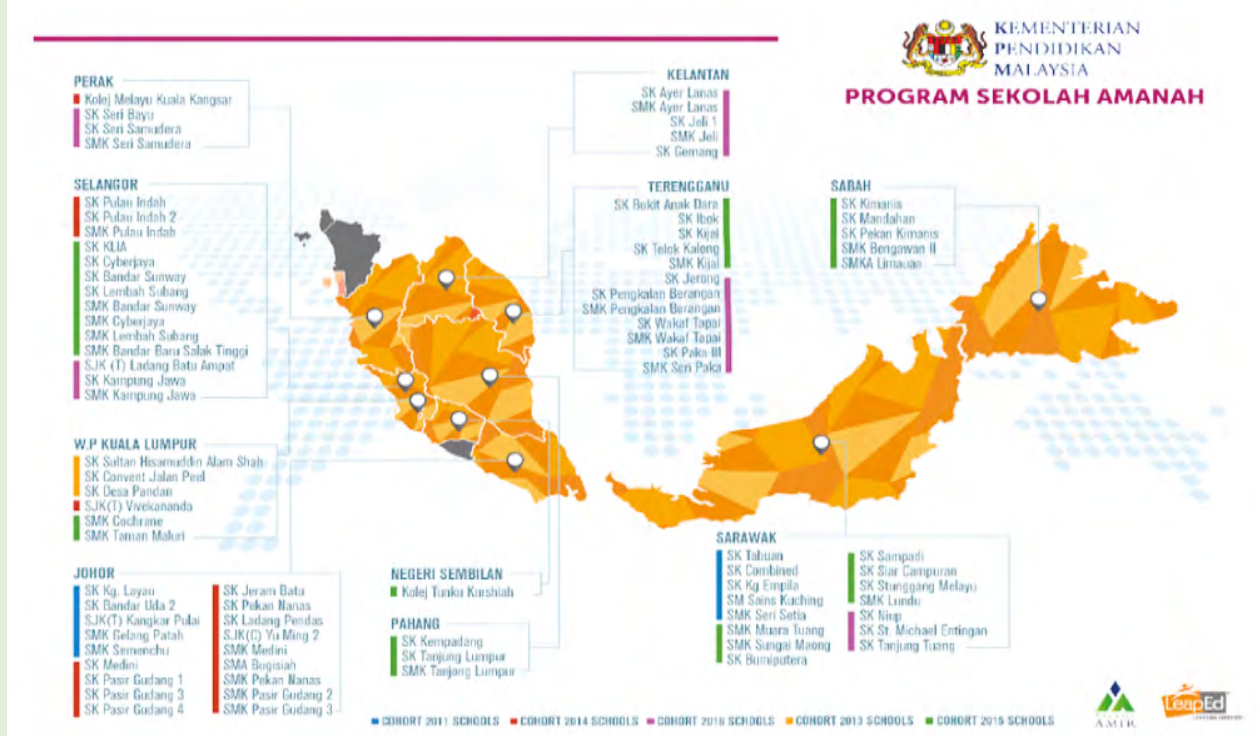 KEMENTERIAN
PENDIDIKAN
MALAYSIA
PROGRAM SEKOLAH AMANAH
PERAK
Kolej Melayu Kuala Kangsar
SK Seri Bayu
SK Seri Samudera
SMK Seri Samudera
SELANGOR
SK Pulau Indah
SK Pulau Indah 2
SMK Pulau Indah
SK KLIA
SK Cyberjaya
SK Bandar Sunway
SK Lembah Subang
SMK Bandar Sunway
SMK Cyberjaya
SMK Lembah Subang
SMK Bandar Baru Salak Tinggi
SJK (T) Ladang Batu Ampat
SK Kampung Jawa
SMK Kampung Jawa
W.P KUALA LUMPUR
SK Sultan Hisamuddin Alam Shah
SK Convent Jalan Peel
SK Desa Pandan
SJK(T) Vivekananda
SMK Cochrane
SMK Taman Maluri
JOHOR
SK Kg. Layau
SK Bandar Uda 2
SJK(T) Kangkar Pulai
SMK Gelang Patah
SMK Semenchu
SK Medini
SK Pasir Gudang 1
SK Pasir Gudang 3
SK Pasir Gudang 4
SK Jeram Batu
SK Pekan Nanas
SK Ladang Pendas
SJK(C) Yu Ming 2
SMK Medini
SMA Bugisiah
SMK Pekan Nanas
SMK Pasir Gudang 2
SMK Pasir Gudang 3
KELANTAN
SK Ayer Lanas
SMK Ayer Lanas
SK Jeli 1
SMK Jeli
SK Gemang
TERENGGANU
SK Bukit Anak Dara
SK Ibok
SK Kijal
SK Telok Kalong
SMK Kijal
SK Jerong
SK Pengkalan Berangan
SMK Pengkalan Berangan
SK Wakaf Tapai
SMK Wakaf Tapai
SK Paka III
SMK Seri Paka
SABAH
SK Kimanis
SK Mandahan
SK Pekan Kimanis
SMK Bongawan II
SMKA Limauan
NEGERI SEMBILAN
Kolej Tunku Kurshiah
PAHANG
SK Kempadang
SK Tanjung Lumpur
SMK Tanjung Lumpur
SARAWAK
SK Tabuan
SK Combined
SK Kg Empila
SM Sains Kuching
SMK Seri Setia
SMK Muara Tuang
SMK Sungai Maong
SK Bumiputera
SK Sampadi
SK Siar Campuran
SK Stunggang Melayu
SMK Lundu
SK Niup
SK St. Michael Entingan
SK Tanjung Tuang
COHORT 2011 SCHOOLS
COHORT 2014 SCHOOLS
COHORT 2016 SCHOOLS
COHORT 2013 SCHOOLS
COHORT 2015 SCHOOLS
AMIR
LeapEd